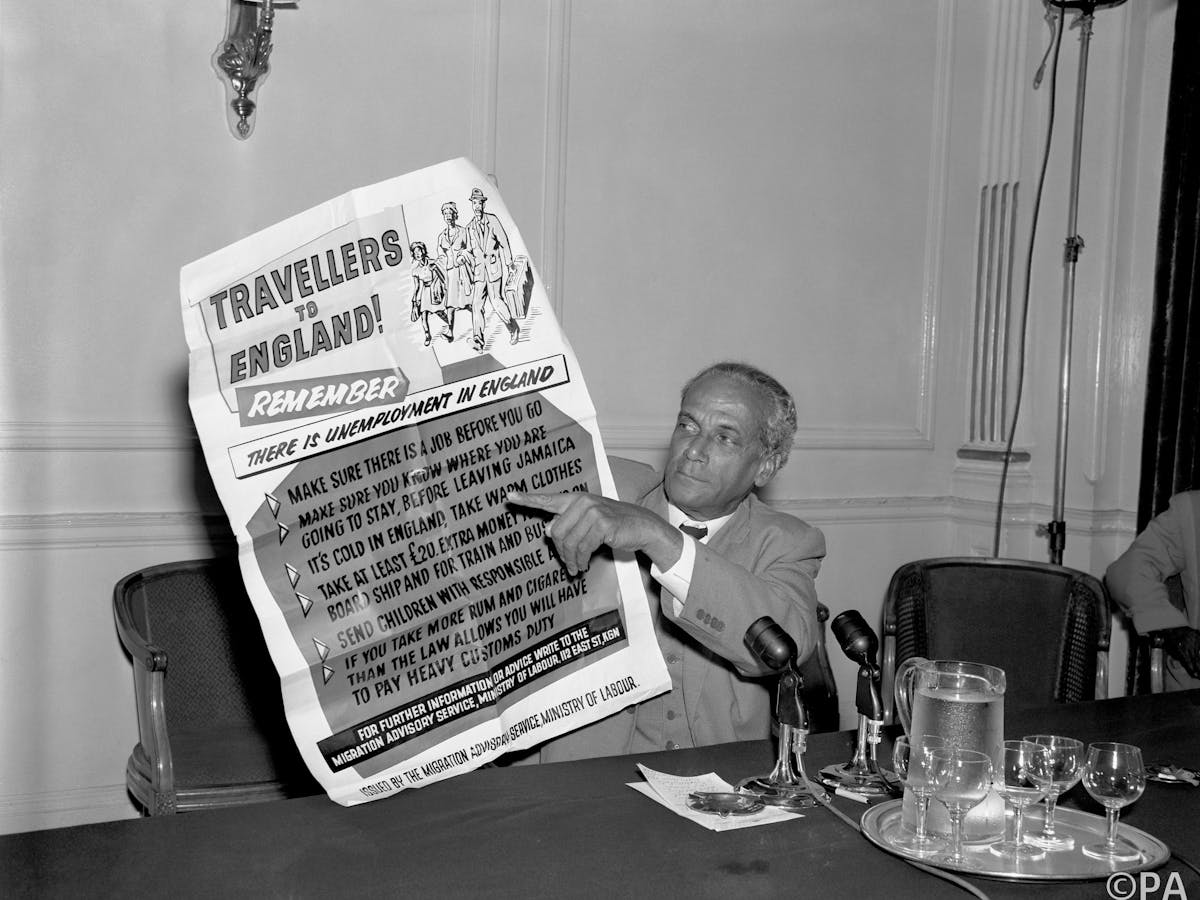 TRAVELLERS
TO
ENGLAND!
REMEMBER
THERE IS UNEMPLOYMENT IN ENGLAND
MAKE SURE THERE IS A JOB BEFORE YOU GO
MAKE SURE YOU KNOW WHERE YOU ARE
GOING TO STAY, BEFORE LEAVING JAMAICA
IT'S COLD IN ENGLAND, TAKE WARM CLOTHES
TAKE AT LEAST £20. EXTRA MONEY ON
BOARD SHIP AND FOR TRAIN AND BUS
SEND CHILDREN WITH RESPONSIBLE
IF YOU TAKE MORE RUM AND
THAN THE LAW ALLOWS YOU WILL HAVE
TO PAY HEAVY CUSTOMS DUTY
FOR FURTHER INFORMATION OR ADVICE WRITE TO THE
MIGRATION ADVISORY SERVICE, MINISTRY OF LABOUR, 112 EAST ST, KGN
ISSUED BY THE MIGRATION ADVISORY SERVICE, MINISTRY OF LABOUR.
©PA